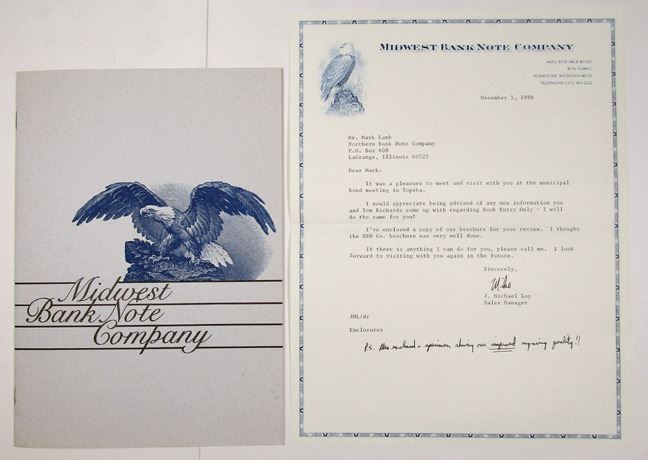 Midwest
Bank Note
Company
MIDWEST BANK NOTE COMPANY
PLYMOUTH, MICHIGAN 48170
December 5, 1988
Mr. Mark Lamb
Northern Bank Note Company
P.O. Box 608
LaGrange, Illinois 60525
Dear Mark:
It was a pleasure to meet and visit with you at the municipal
bond meeting in Topeka.
I would appreciate being advised of any new information you
and Tom Richards come up with regarding Book Entry Only - I will
do the same for you!
I've enclosed a copy of our brochure for your review. I thought
the NBN Co. brochure was very well done.
If there is anything I can do for you, please call me. I look
forward to visiting with you again in the future.
Sincerely,
Mike
J. Michael Loy
Sales Manager
JML/dr
Enclosures
P.S. Also enclosed a specimen showing our improved engraving quality!!